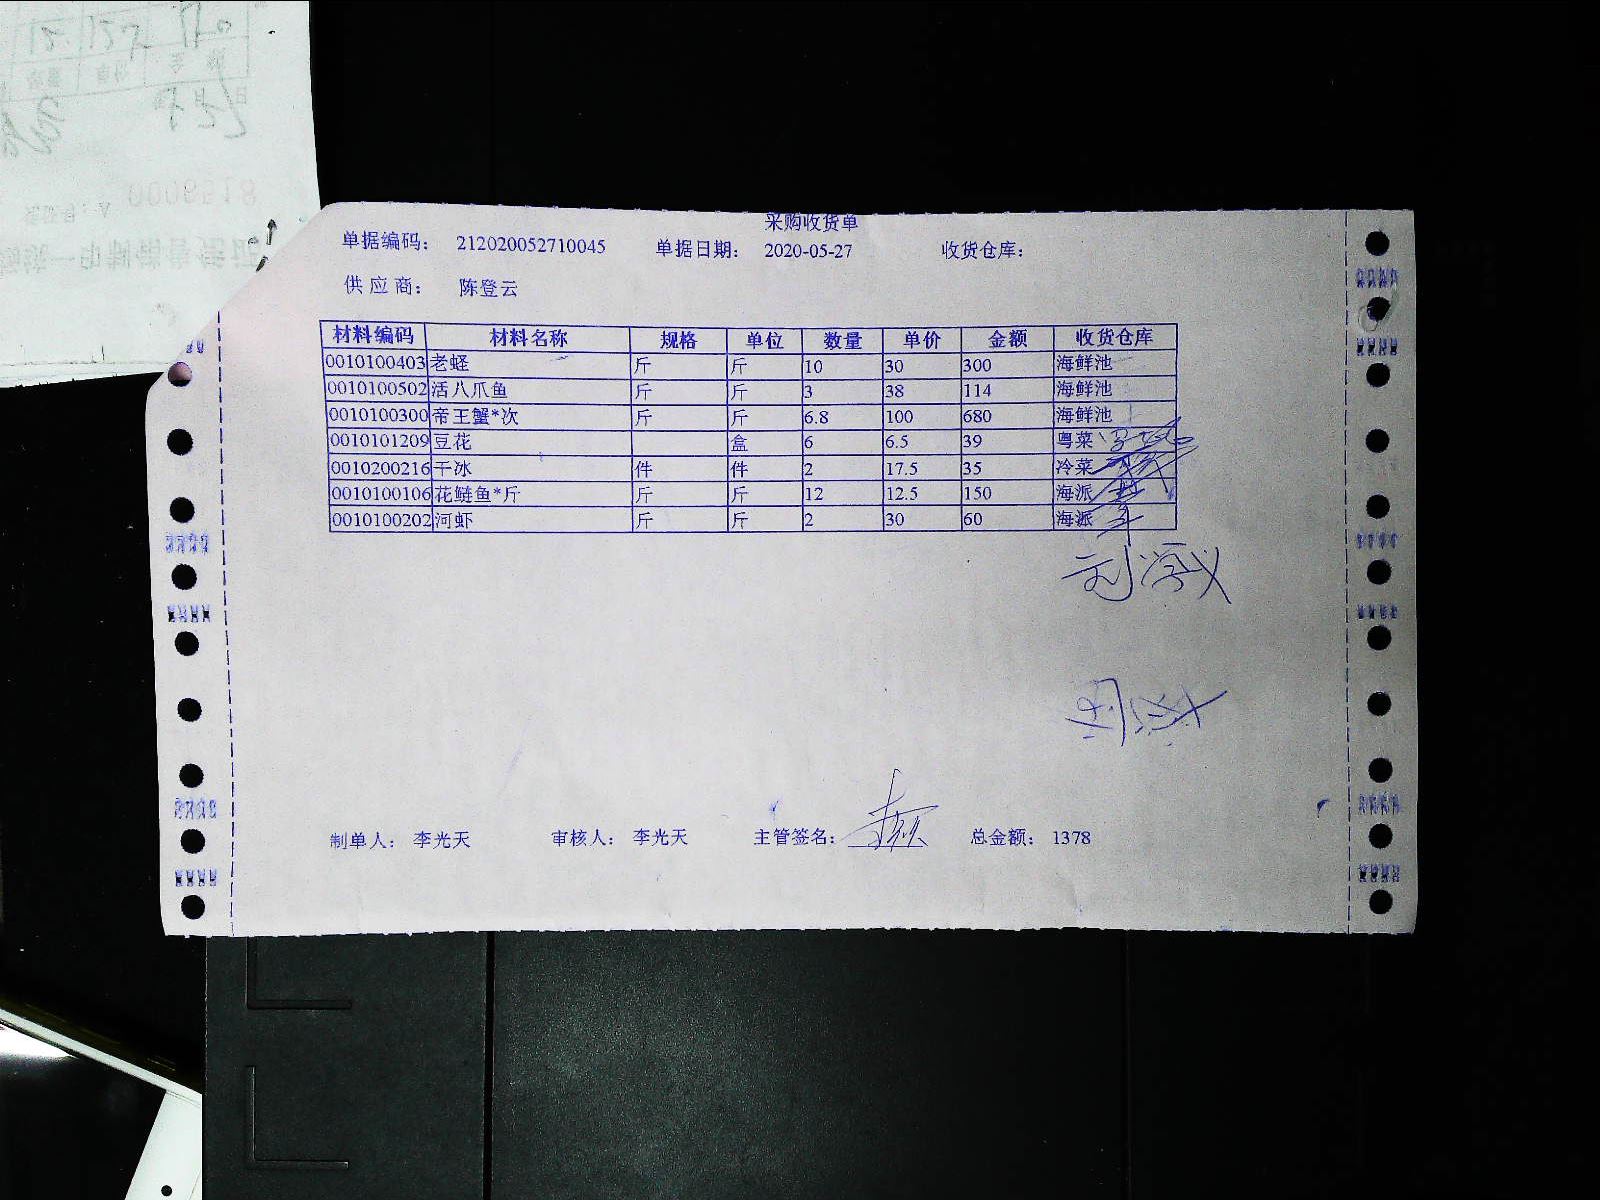 采购收货单
单据编码： 212020052710045 单据日期： 2020-05-27 收货仓库：
供应商： 陈登云
材料编码 材料名称 规格 单位 数量 单价 金额 收货仓库
0010100403 老蛏 斤 斤 10 30 300 海鲜池
0010100502 活八爪鱼 斤 斤 3 38 114 海鲜池
0010100300 帝王蟹*次 斤 斤 6.8 100 680 海鲜池
0010101209 豆花 盒 6 6.5 39 粤菜
0010200216 干冰 件 件 2 17.5 35 冷菜
0010100106 花鲢鱼*斤 斤 斤 12 12.5 150 海派
0010100202 河虾 斤 斤 2 30 60 海派
制单人： 李光天 审核人： 李光天 主管签名： 总金额： 1378